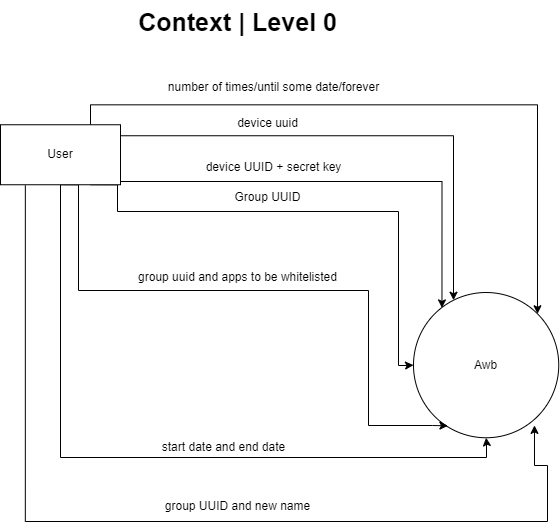 Context | Level 0
number of times/until some date/forever
device uuid
User
device UUID + secret key
Group UUID
group uuid and apps to be whitelisted
Awb
start date and end date
group UUID and new name